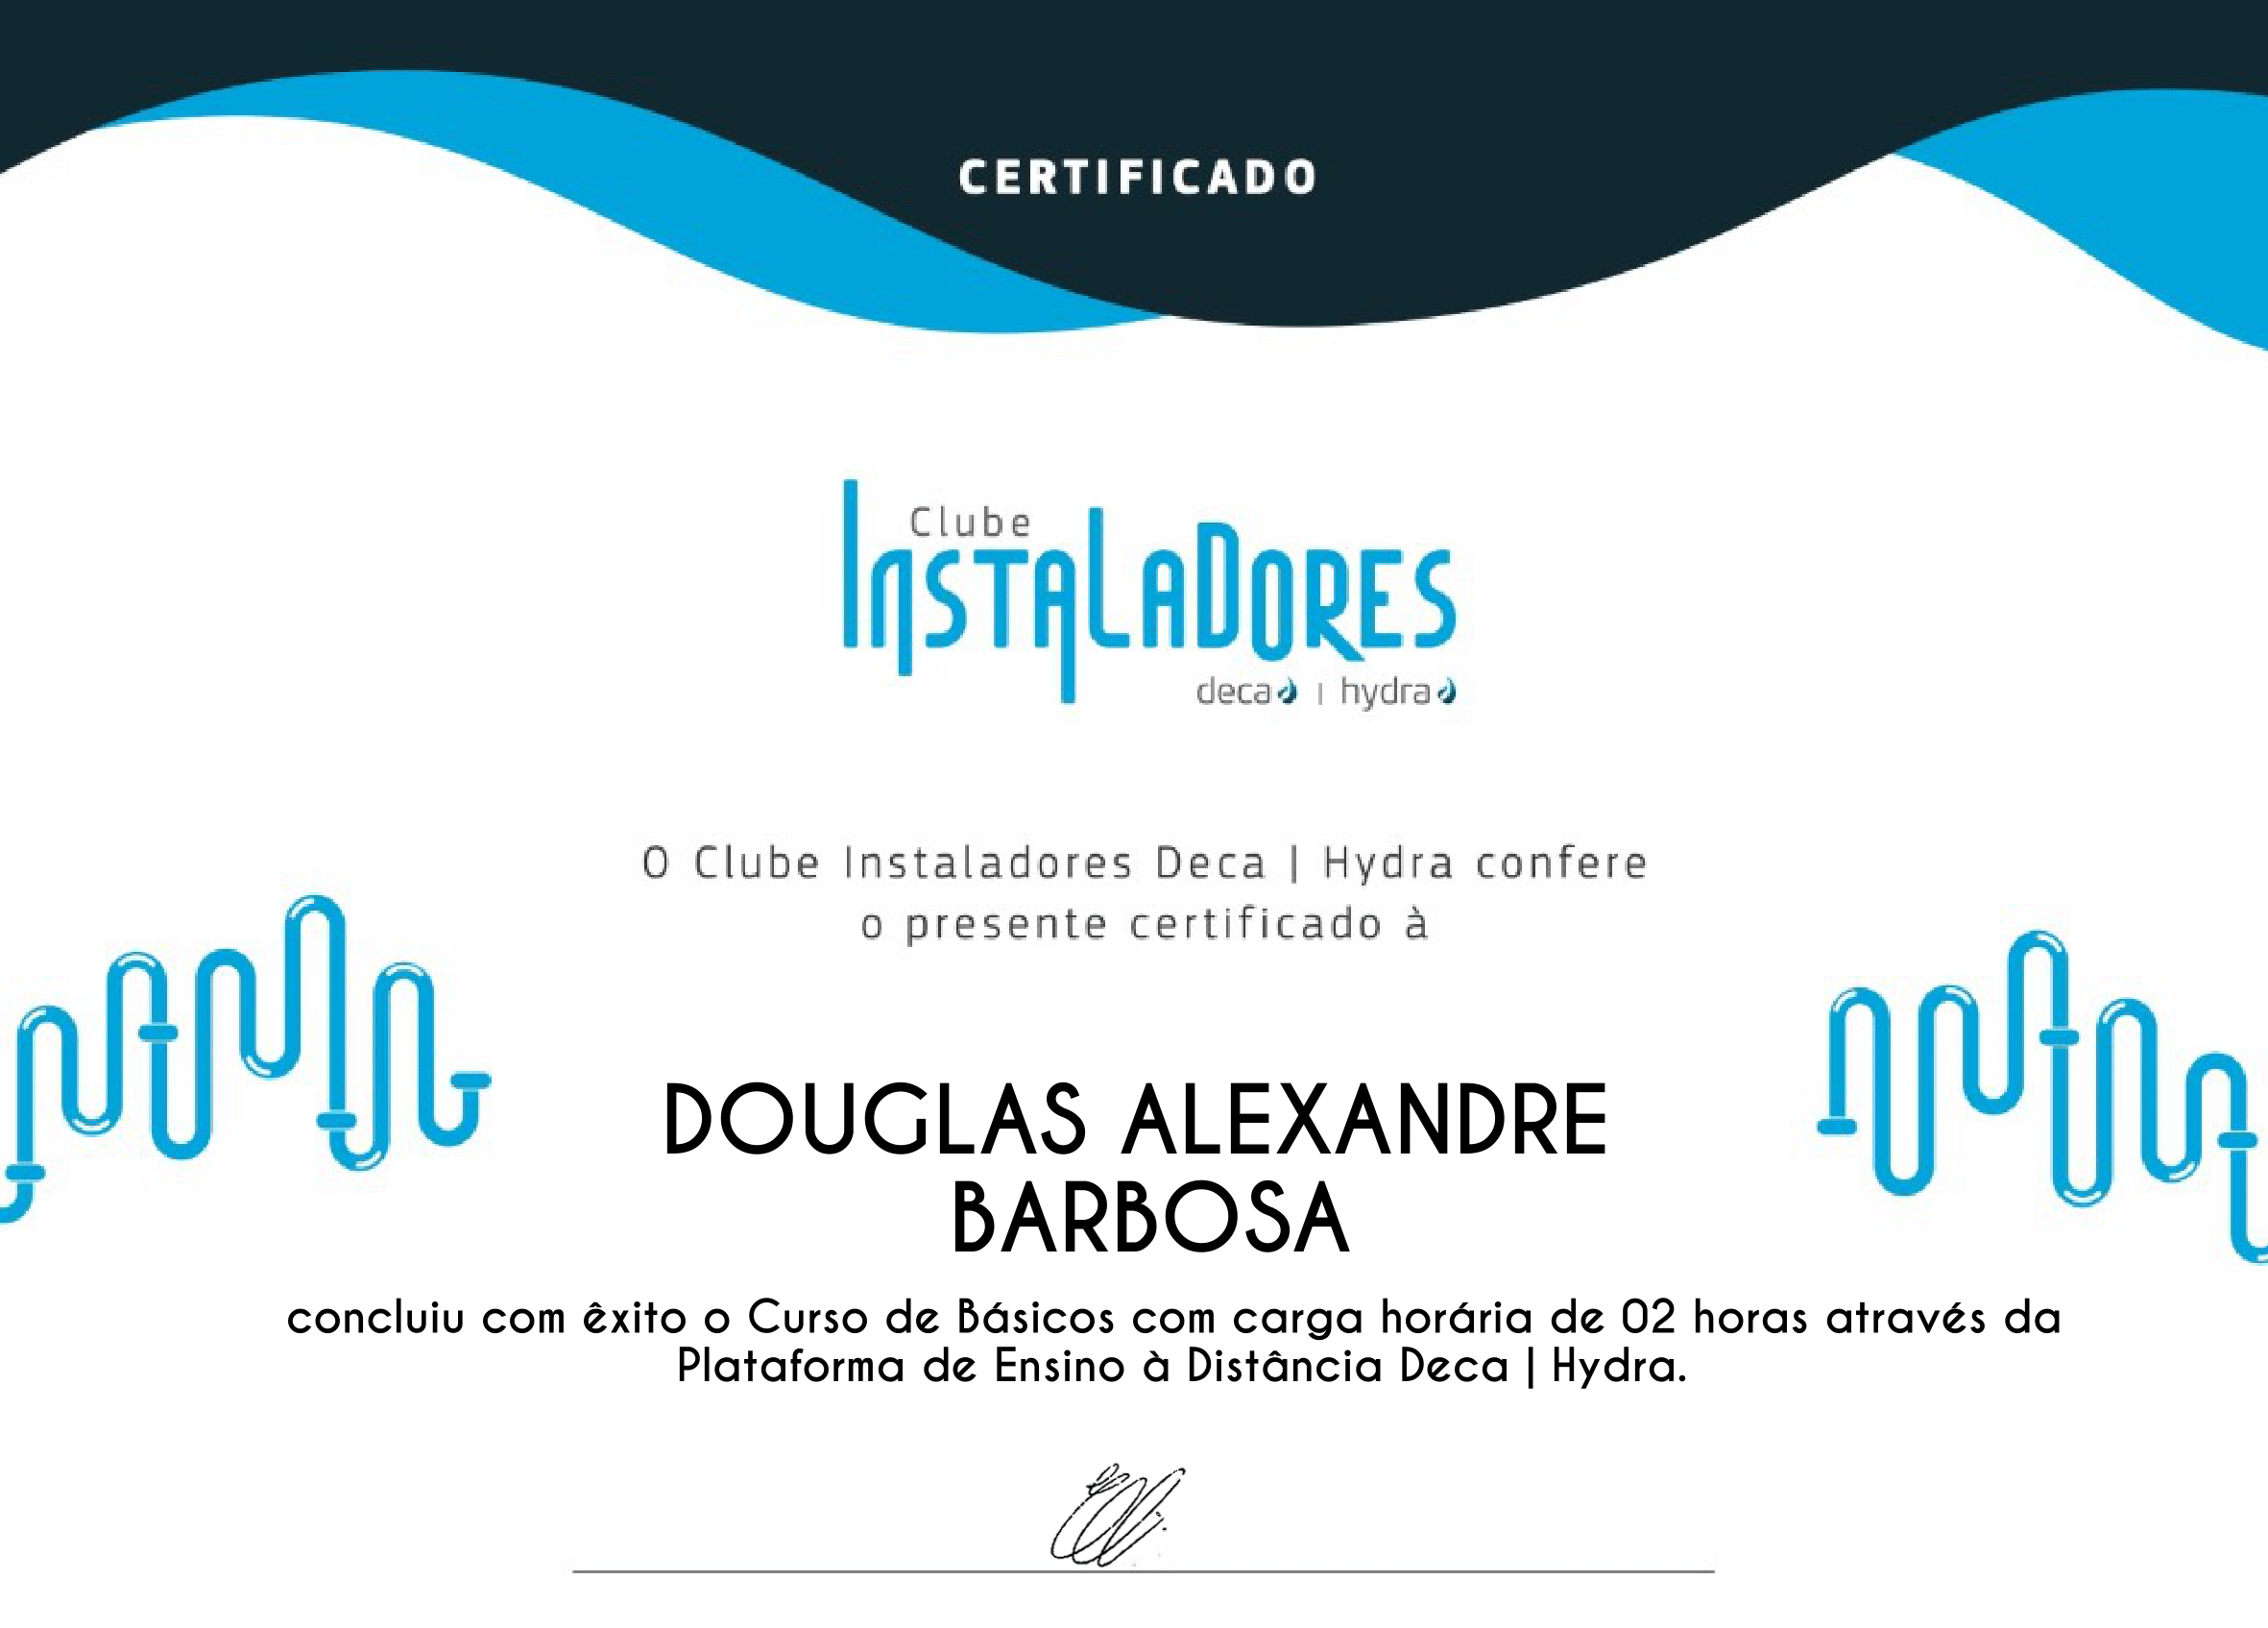 CERTIFICADO
Clube
InstaLaDores
deca | hydra
O Clube Instaladores Deca | Hydra confere
o presente certificado à
DOUGLAS ALEXANDRE
BARBOSA
concluiu com êxito o Curso de Básicos com carga horária de 02 horas através da
Plataforma de Ensino à Distância Deca | Hydra.